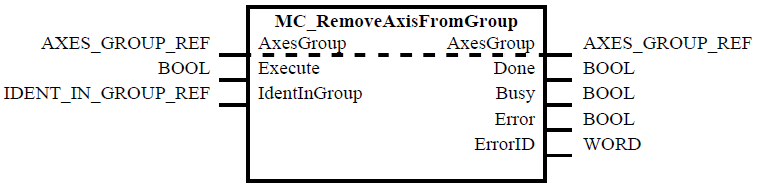 MC_RemoveAxisFromGroup
AXES_GROUP_REF AxesGroup AxesGroup AXES_GROUP_REF
BOOL Execute Done BOOL
IDENT_IN_GROUP_REF IdentInGroup Busy BOOL
Error BOOL
ErrorID WORD